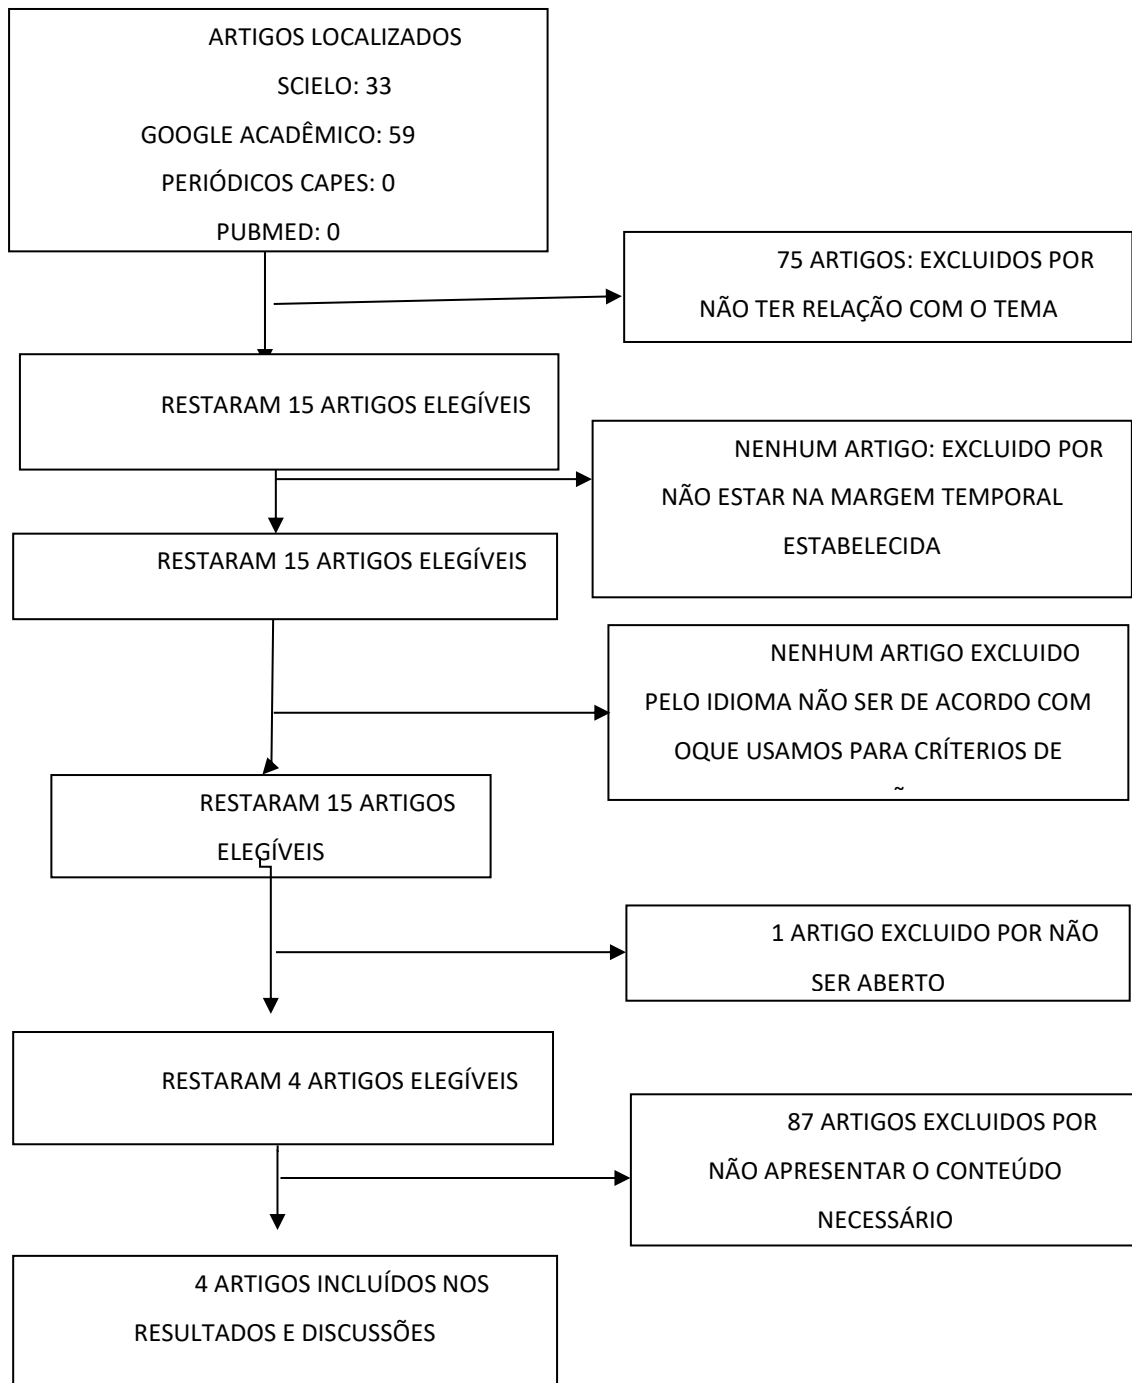 ARTIGOS LOCALIZADOS
SCIELO: 33
GOOGLE ACADÊMICO: 59
PERIÓDICOS CAPES: 0
PUBMED: 0
75 ARTIGOS: EXCLUIDOS POR
NÃO TER RELAÇÃO COM O TEMA
RESTARAM 15 ARTIGOS ELEGÍVEIS
NENHUM ARTIGO: EXCLUIDO POR
NÃO ESTAR NA MARGEM TEMPORAL
ESTABELECIDA
RESTARAM 15 ARTIGOS ELEGÍVEIS
NENHUM ARTIGO EXCLUIDO
PELO IDIOMA NÃO SER DE ACORDO COM
OQUE USAMOS PARA CRÍTERIOS DE
RESTARAM 15 ARTIGOS
ELEGÍVEIS
1 ARTIGO EXCLUIDO POR NÃO
SER ABERTO
RESTARAM 4 ARTIGOS ELEGÍVEIS
87 ARTIGOS EXCLUIDOS POR
NÃO APRESENTAR O CONTEÚDO
NECESSÁRIO
4 ARTIGOS INCLUÍDOS NOS
RESULTADOS E DISCUSSÕES